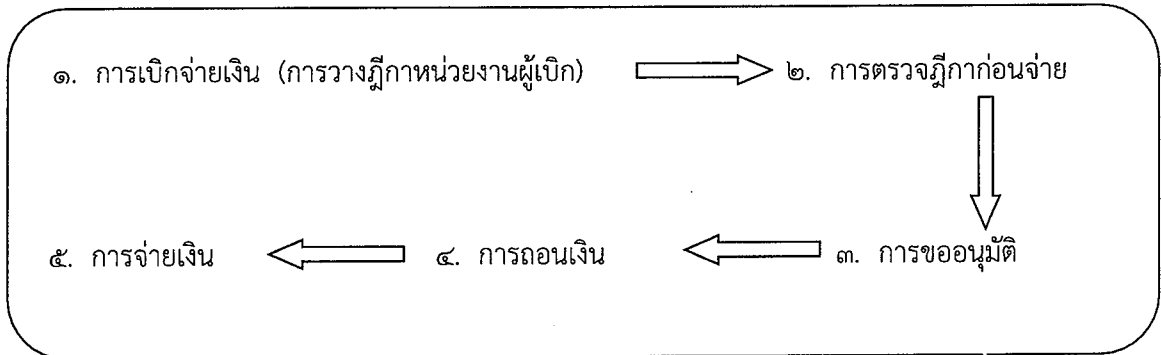 ๑. การเบิกจ่ายเงิน (การวางฎีกาหน่วยงานผู้เบิก)
๒. การตรวจฎีกาก่อนจ่าย
๓. การขออนุมัติ
๔. การถอนเงิน
๕. การจ่ายเงิน